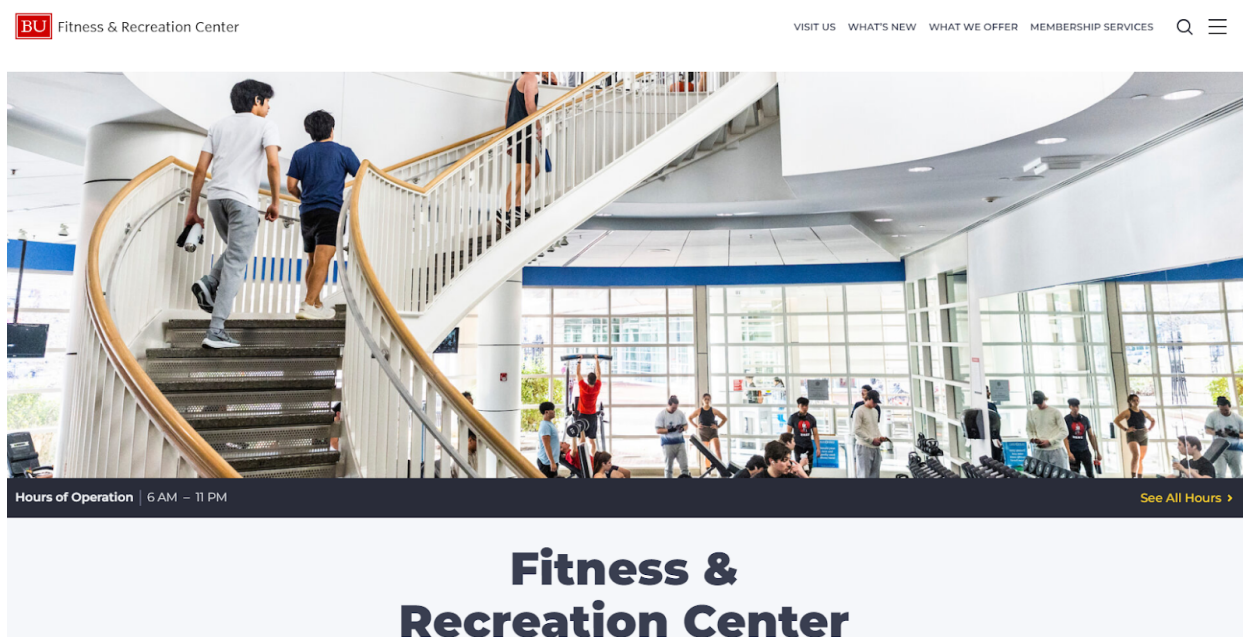 BU Fitness & Recreation Center
VISIT US WHAT'S NEW WHAT WE OFFER MEMBERSHIP SERVICES
Hours of Operation | 6 AM – 11 PM
See All Hours ›
Fitness &
Recreation Center